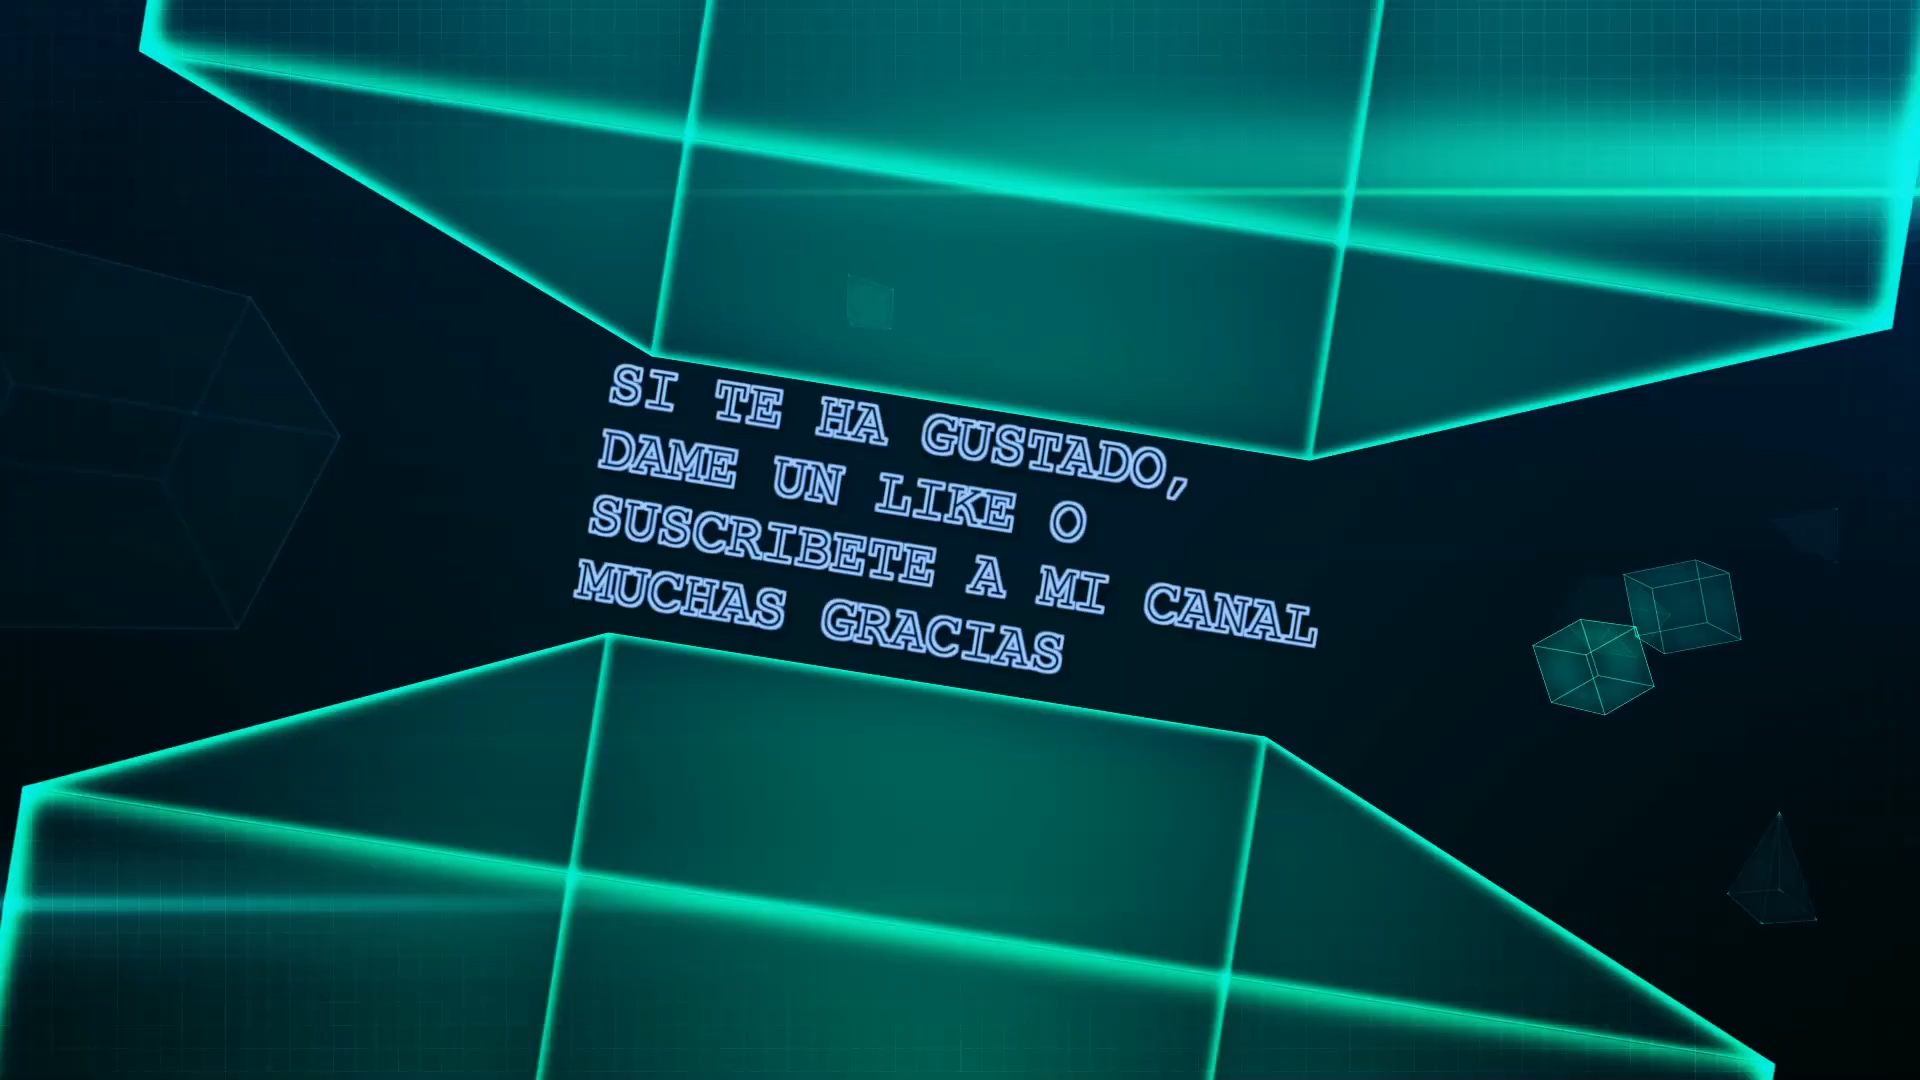 SI TE HA GUSTADO,
DAME UN LIKE O
SUSCRIBETE A MI CANAL
MUCHAS GRACIAS